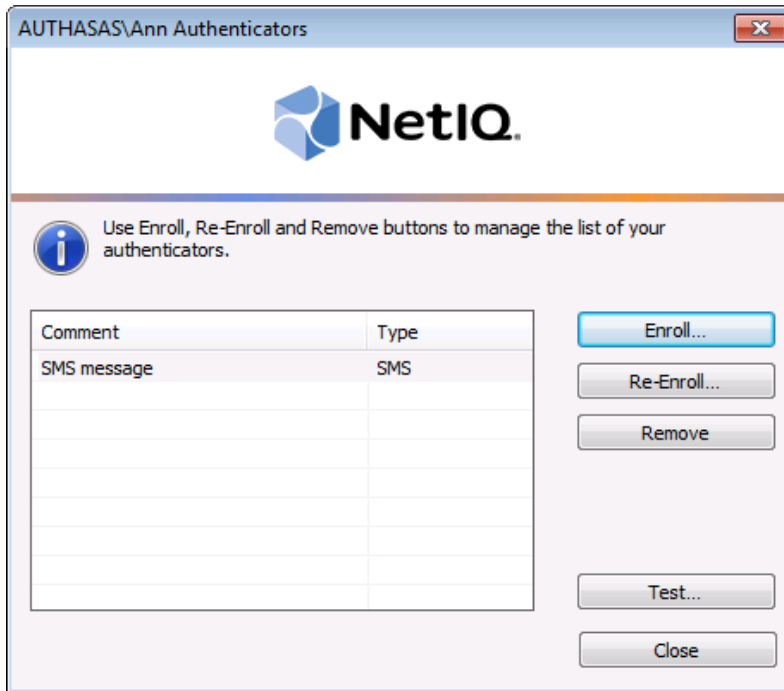 AUTHASAS\Ann Authenticators
NetIQ.
Use Enroll, Re-Enroll and Remove buttons to manage the list of your
authenticators.
Comment Type
SMS message SMS
Enroll...
Re-Enroll...
Remove
Test...
Close